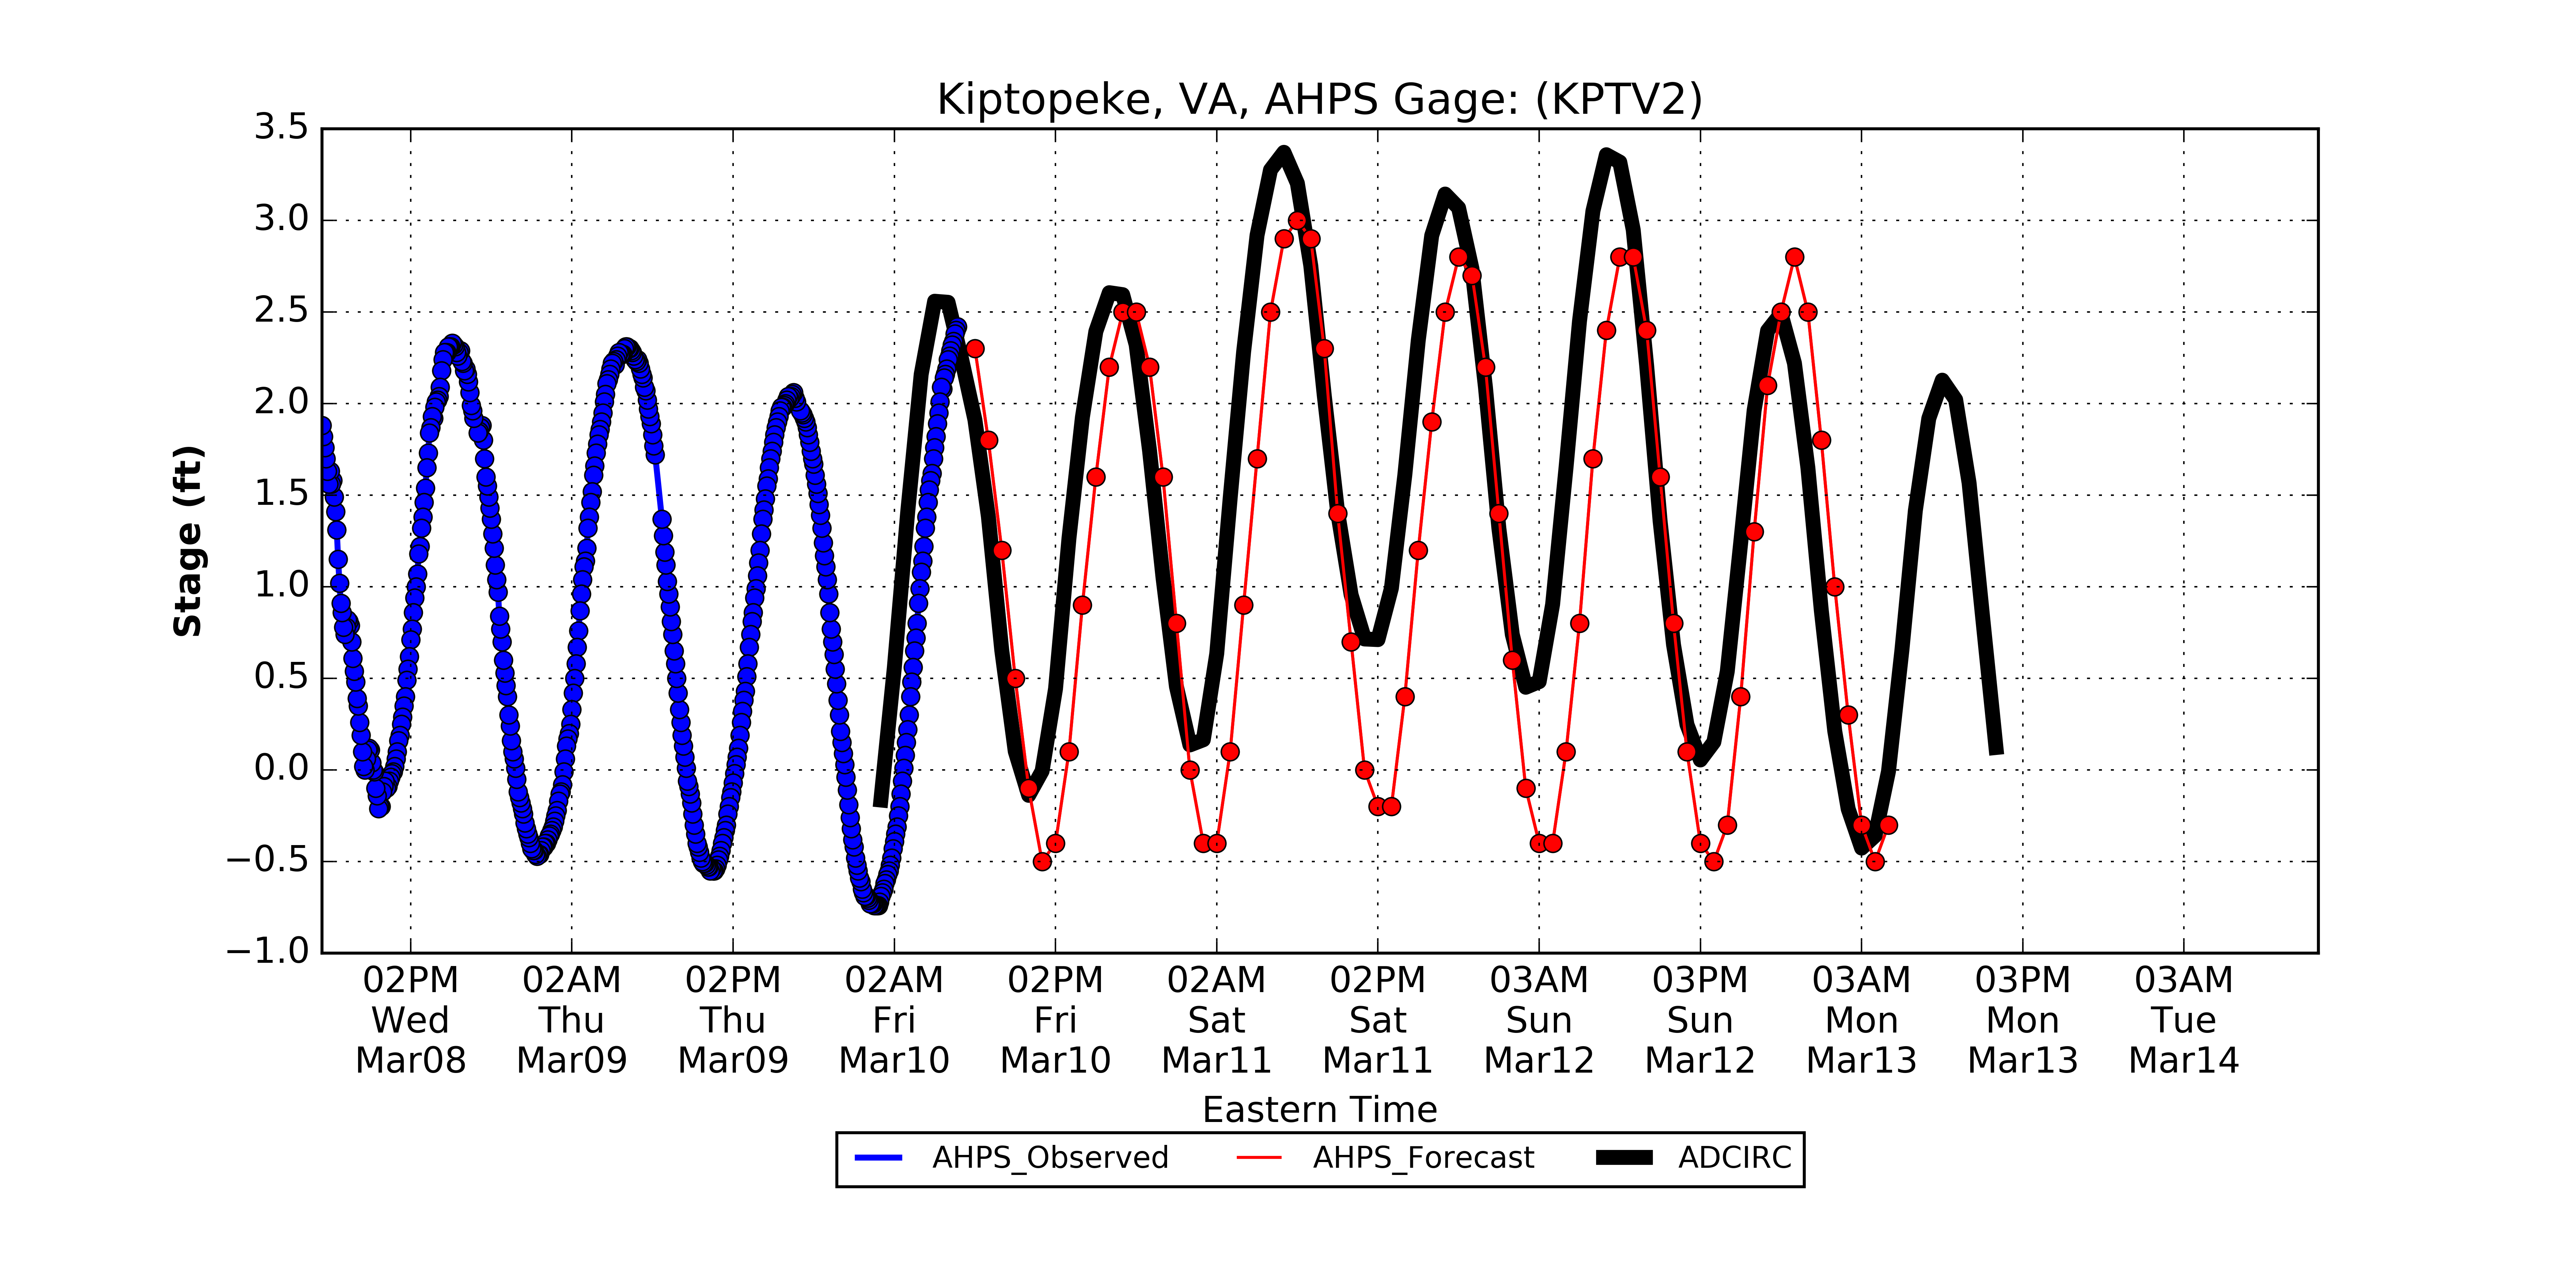 Kiptopeke, VA, AHPS Gage: (KPTV2)
3.5
3.0
2.5
2.0
1.5
1.0
0.5
0.0
−0.5
−1.0
Stage (ft)
02PM 02AM 02PM 02AM 02PM 02AM 02PM 03AM 03PM 03AM 03PM 03AM
Wed Thu Thu Fri Fri Sat Sat Sun Sun Mon Mon Tue
Mar08 Mar09 Mar09 Mar10 Mar10 Mar11 Mar11 Mar12 Mar12 Mar13 Mar13 Mar14
Eastern Time
AHPS_Observed AHPS_Forecast ADCIRC